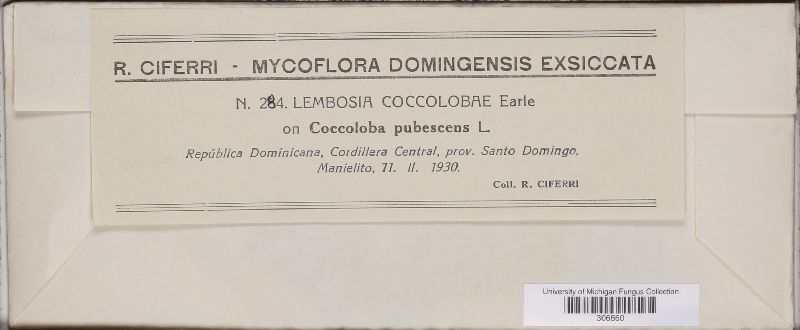 R. CIFERRI - MYCOFLORA DOMINGENSIS EXSICCATA
N. 284. LEMBOSIA COCCOLOBAE Earle
on Coccoloba pubescens L.
República Dominicana, Cordillera Central, prov. Santo Domingo,
Manielito, 11. II. 1930.
Coll. R. CIFERRI
University of Michigan Fungus Collection
306860